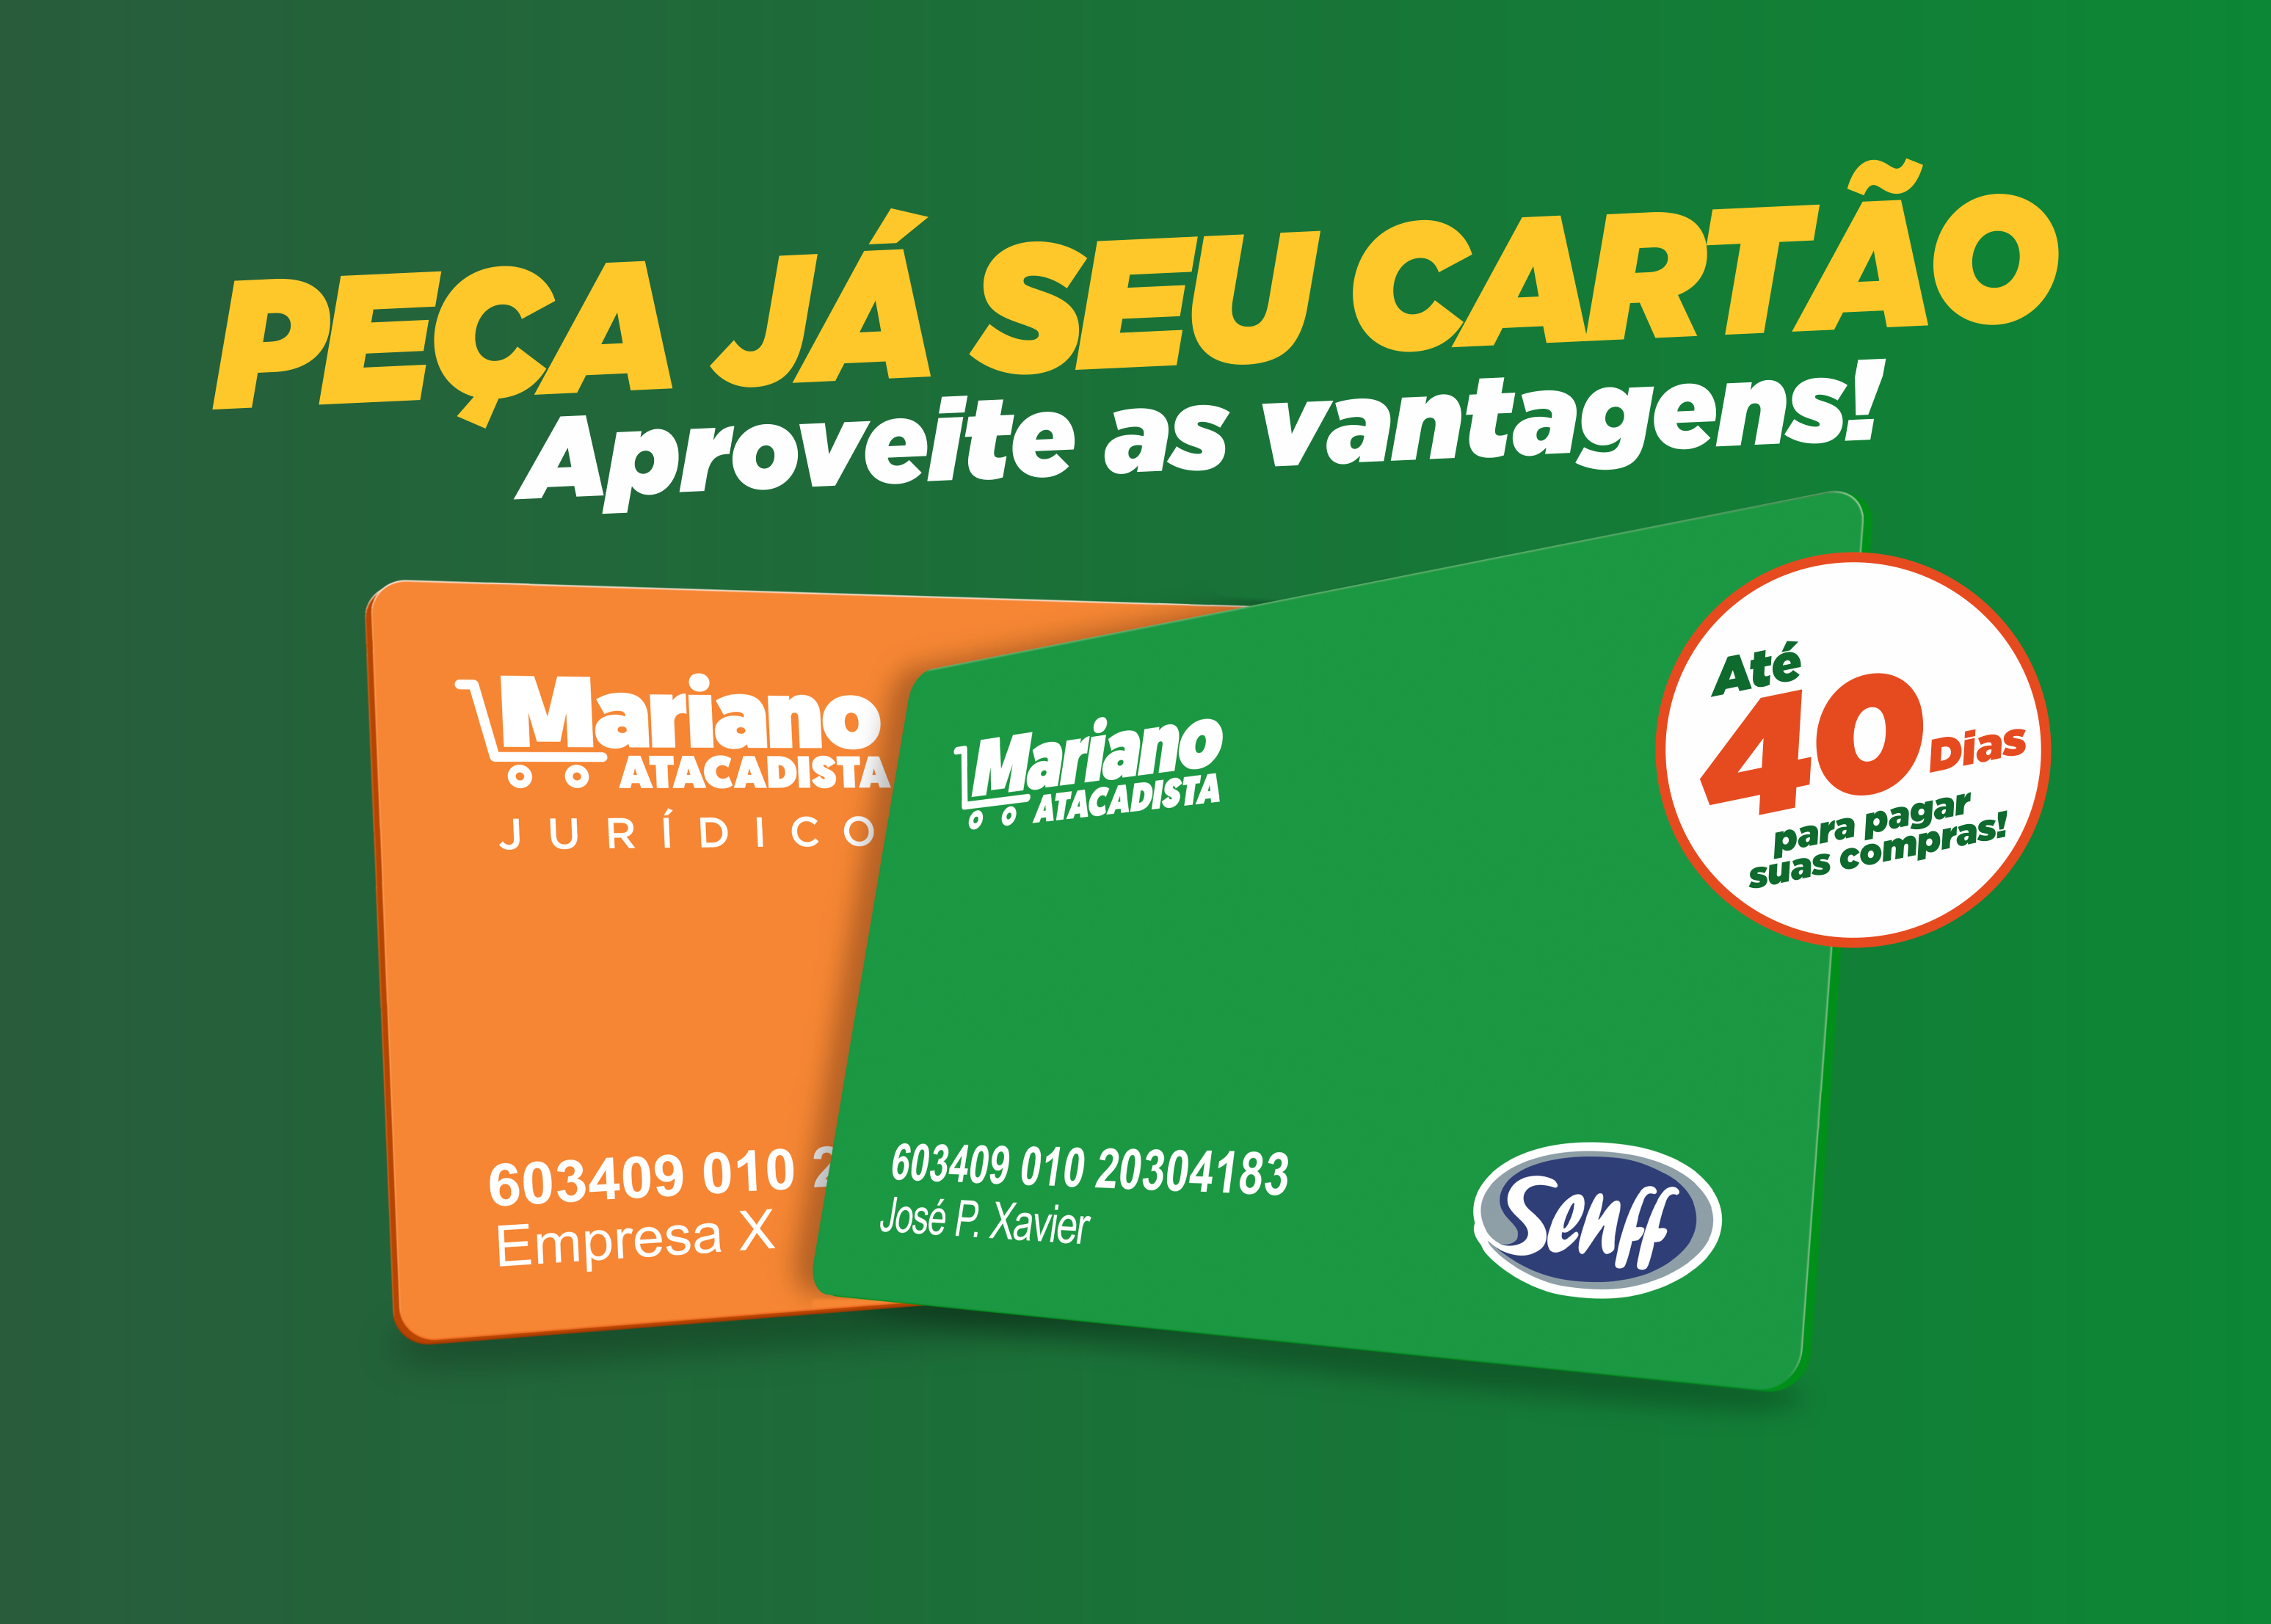 PEÇA JÁ SEU CARTÃO
Aproveite as vantagens!
Mariano
ATACADISTA
JURÍDICO
603409 010 2
Empresa X
Mariano
ATACADISTA
603409 010 20304183
José P. Xavier
Senff
Até
40 Dias
para pagar
suas compras!